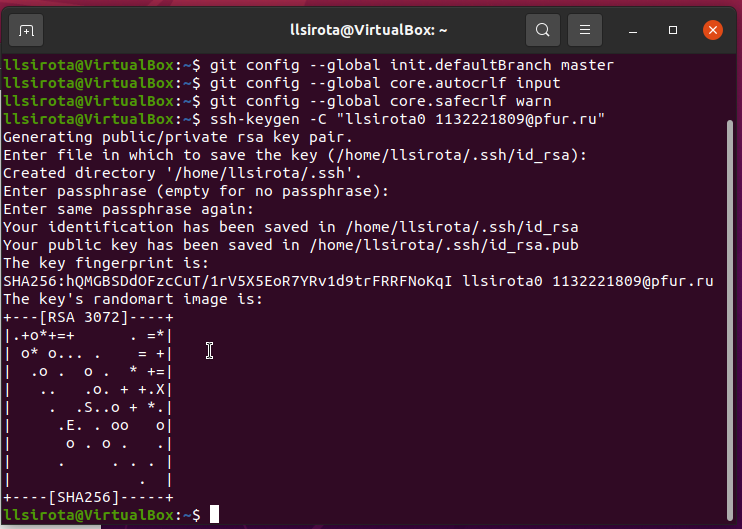 llsirota@VirtualBox: ~
llsirota@VirtualBox:~$ git config --global init.defaultBranch master
llsirota@VirtualBox:~$ git config --global core.autocrlf input
llsirota@VirtualBox:~$ git config --global core.safecrlf warn
llsirota@VirtualBox:~$ ssh-keygen -C "llsirota0 1132221809@pfur.ru"
Generating public/private rsa key pair.
Enter file in which to save the key (/home/llsirota/.ssh/id_rsa):
Created directory '/home/llsirota/.ssh'.
Enter passphrase (empty for no passphrase):
Enter same passphrase again:
Your identification has been saved in /home/llsirota/.ssh/id_rsa
Your public key has been saved in /home/llsirota/.ssh/id_rsa.pub
The key fingerprint is:
SHA256:hQMGBSDdOFzcCuT/1rV5X5EoR7YRv1d9trFRRFNoKqI llsirota0 1132221809@pfur.ru
The key's randomart image is:
+---[RSA 3072]----+
|.+o*+=+      . =*|
| o* o... .    = +|
|  .o .  o .  * +=|
|   ..   .o. + +.X|
|    .  .S..o + *.|
|     .E. . oo   o|
|      o . o .   .|
|     .     . . . |
|              .  |
+----[SHA256]-----+
llsirota@VirtualBox:~$